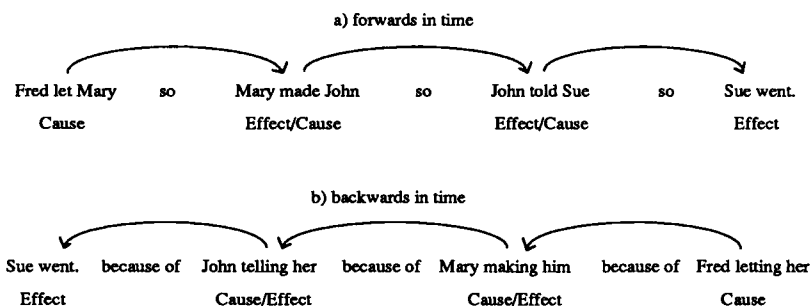 a) forwards in time
Fred let Mary so Mary made John so John told Sue so Sue went.
Cause Effect/Cause Effect/Cause Effect
b) backwards in time
Sue went. because of John telling her because of Mary making him because of Fred letting her
Effect Cause/Effect Cause/Effect Cause